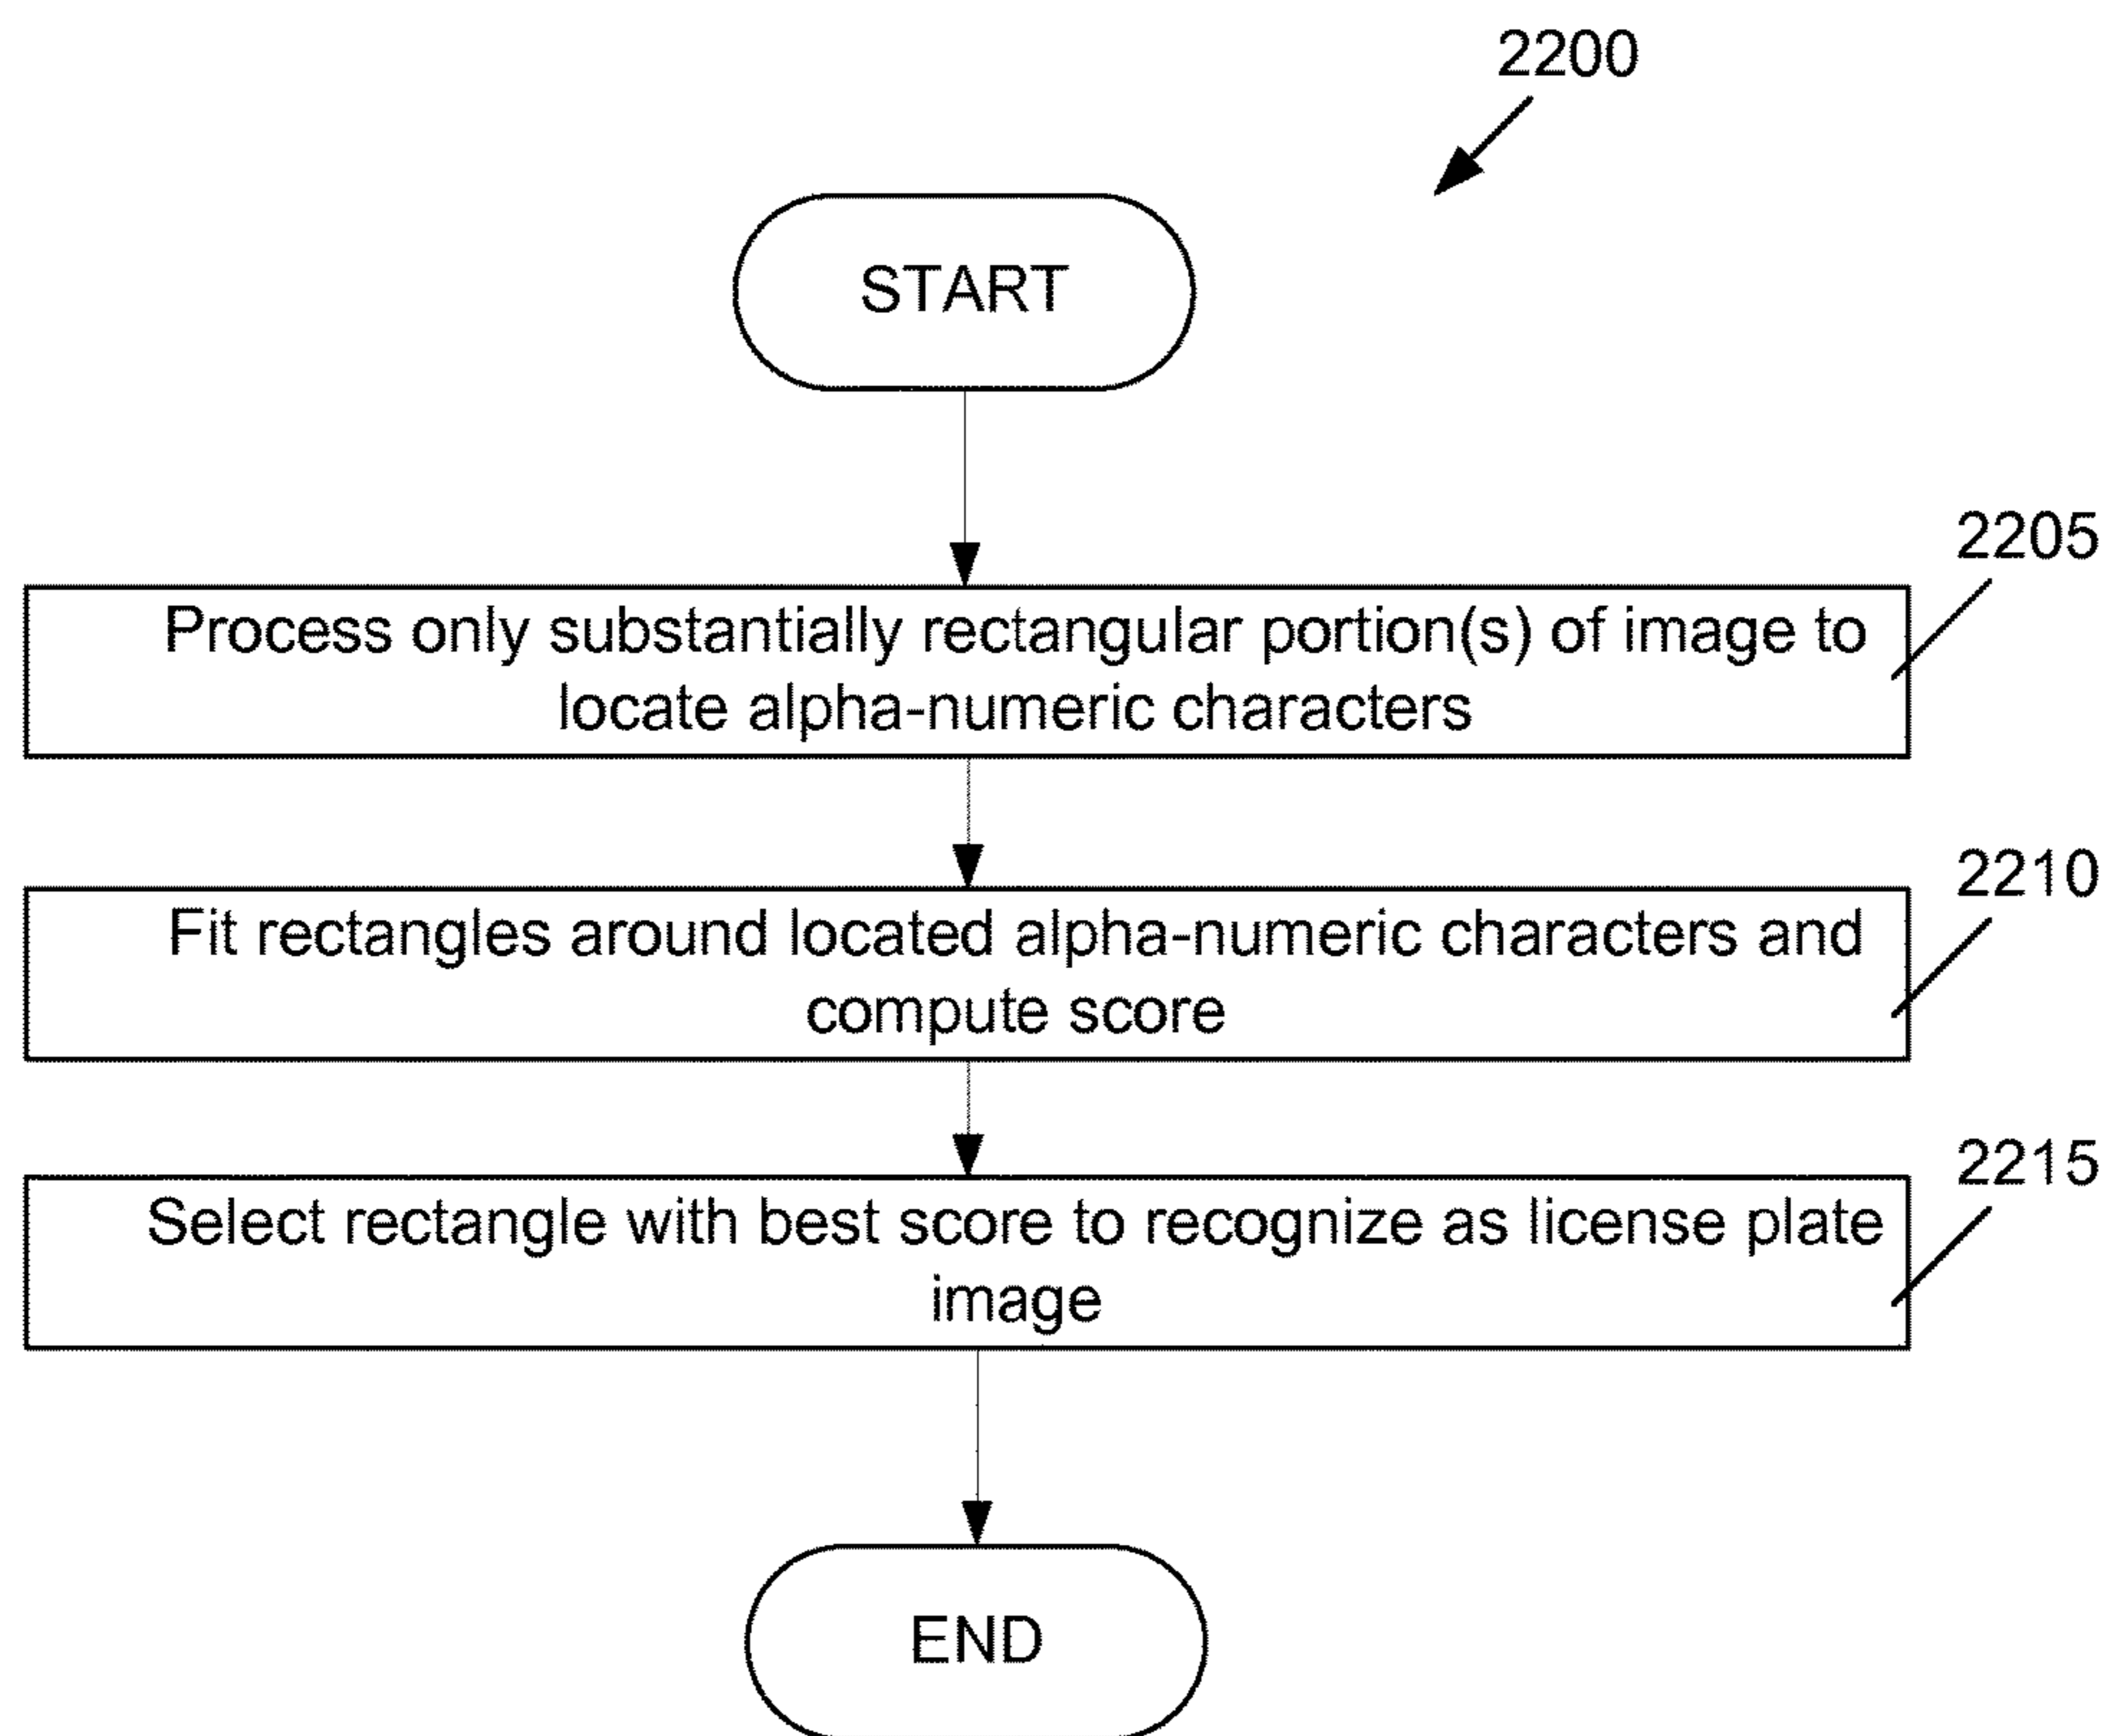 2200
START
2205
Process only substantially rectangular portion(s) of image to
locate alpha-numeric characters
2210
Fit rectangles around located alpha-numeric characters and
compute score
2215
Select rectangle with best score to recognize as license plate
image
END